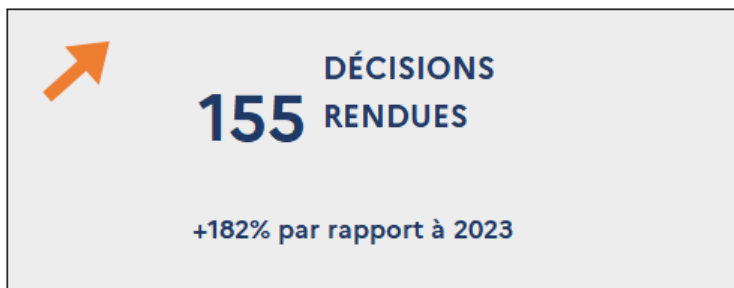 155 DÉCISIONS
RENDUES
+182% par rapport à 2023